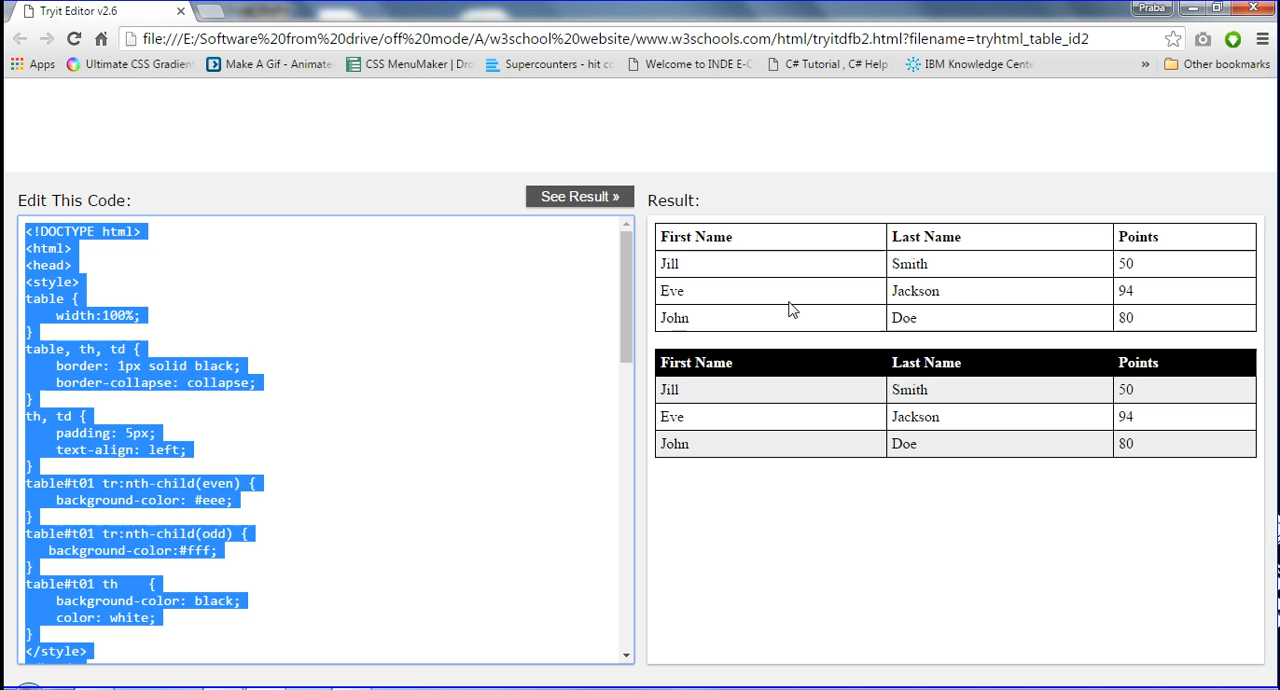 Tryit Editor v2.6
Praba
file:///E:/Software%20from%20drive/off%20mode/A/w3school%20website/www.w3schools.com/html/tryitdfb2.html?filename=tryhtml_table_id2
Apps Ultimate CSS Gradien Make A Gif - Animate CSS MenuMaker | Dro Supercounters - hit co Welcome to INDE E-C C# Tutorial , C# Help IBM Knowledge Cente » Other bookmarks
Edit This Code:
See Result »
<!DOCTYPE html>
<html>
<head>
<style>
table {
    width:100%;
}
table, th, td {
    border: 1px solid black;
    border-collapse: collapse;
}
th, td {
    padding: 5px;
    text-align: left;
}
table#t01 tr:nth-child(even) {
    background-color: #eee;
}
table#t01 tr:nth-child(odd) {
   background-color:#fff;
}
table#t01 th    {
    background-color: black;
    color: white;
}
</style>
Result:
First Name Last Name Points
Jill Smith 50
Eve Jackson 94
John Doe 80
First Name Last Name Points
Jill Smith 50
Eve Jackson 94
John Doe 80